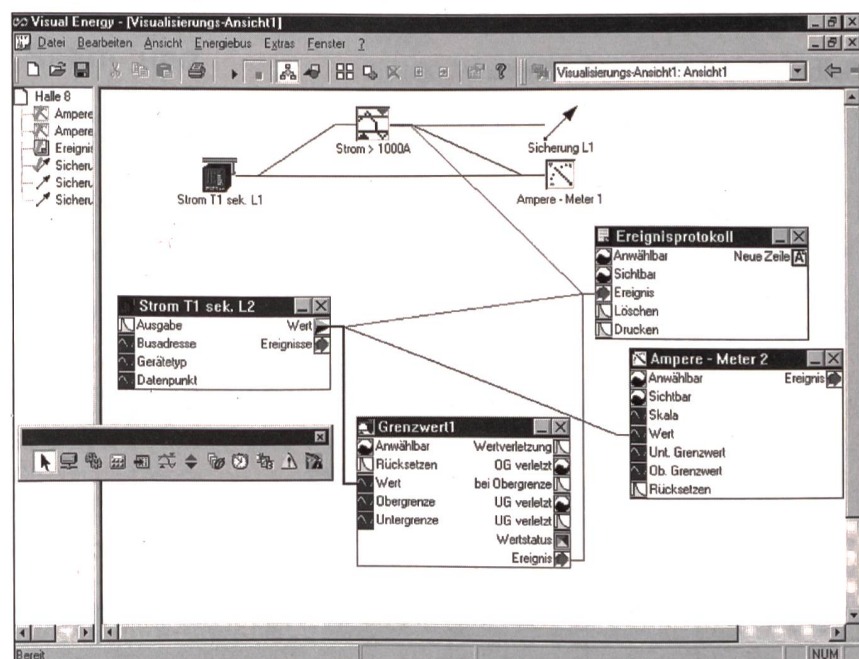 Visual Energy - [Visualisierungs-Ansicht1]
Datei Bearbeiten Ansicht Energiebus Extras Fenster ?
Visualisierungs-Ansicht1: Ansicht1
Halle 8
Ampere
Ampere
Ereigni
Sicheru
Sicheru
Sicheru
Strom > 1000A
Sicherung L1
Strom T1 sek. L1
Ampere - Meter 1
Ereignisprotokoll
Anwählbar Neue Zeile
Sichtbar
Ereignis
Löschen
Drucken
Strom T1 sek. L2
Ausgabe Wert
Busadresse Ereignisse
Gerätetyp
Datenpunkt
Ampere - Meter 2
Anwählbar Ereignis
Sichtbar
Skala
Wert
Unt. Grenzwert
Ob. Grenzwert
Rücksetzen
Grenzwert1
Anwählbar Wertverletzung
Rücksetzen OG verletzt
Wert bei Obergrenze
Obergrenze UG verletzt
Untergrenze UG verletzt
Wertstatus
Ereignis
Bereit NUM